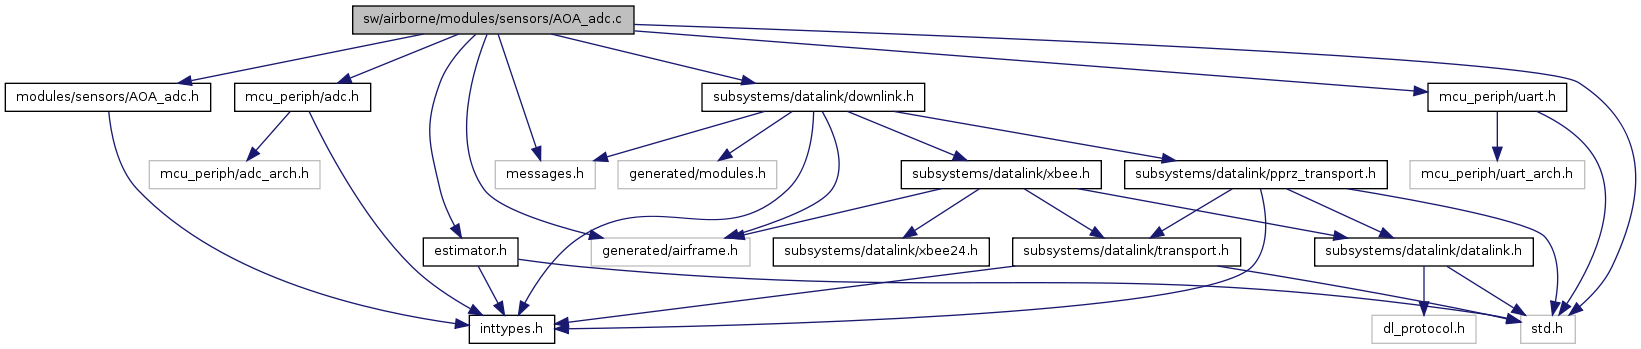 sw/airborne/modules/sensors/AOA_adc.c
modules/sensors/AOA_adc.h
mcu_periph/adc.h
subsystems/datalink/downlink.h
mcu_periph/uart.h
mcu_periph/adc_arch.h
messages.h
generated/modules.h
subsystems/datalink/xbee.h
subsystems/datalink/pprz_transport.h
mcu_periph/uart_arch.h
estimator.h
generated/airframe.h
subsystems/datalink/xbee24.h
subsystems/datalink/transport.h
subsystems/datalink/datalink.h
inttypes.h
dl_protocol.h
std.h